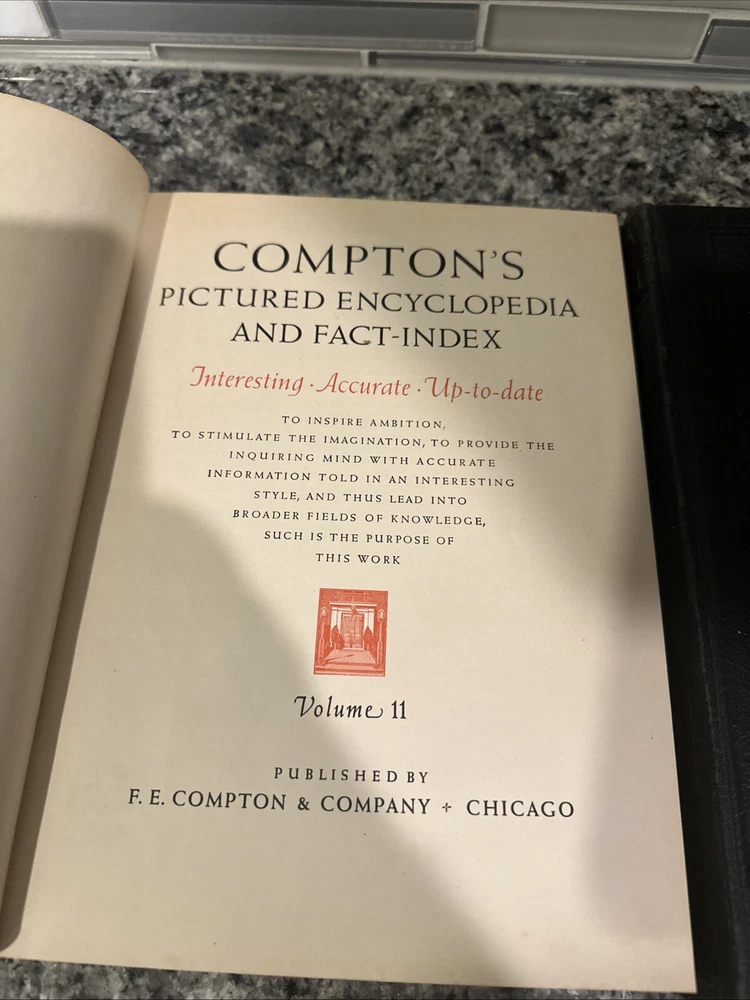 COMPTON'S
PICTURED ENCYCLOPEDIA
AND FACT-INDEX
Interesting · Accurate · Up-to-date
TO INSPIRE AMBITION,
TO STIMULATE THE IMAGINATION, TO PROVIDE THE
INQUIRING MIND WITH ACCURATE
INFORMATION TOLD IN AN INTERESTING
STYLE, AND THUS LEAD INTO
BROADER FIELDS OF KNOWLEDGE,
SUCH IS THE PURPOSE OF
THIS WORK
Volume 11
PUBLISHED BY
F. E. COMPTON & COMPANY + CHICAGO